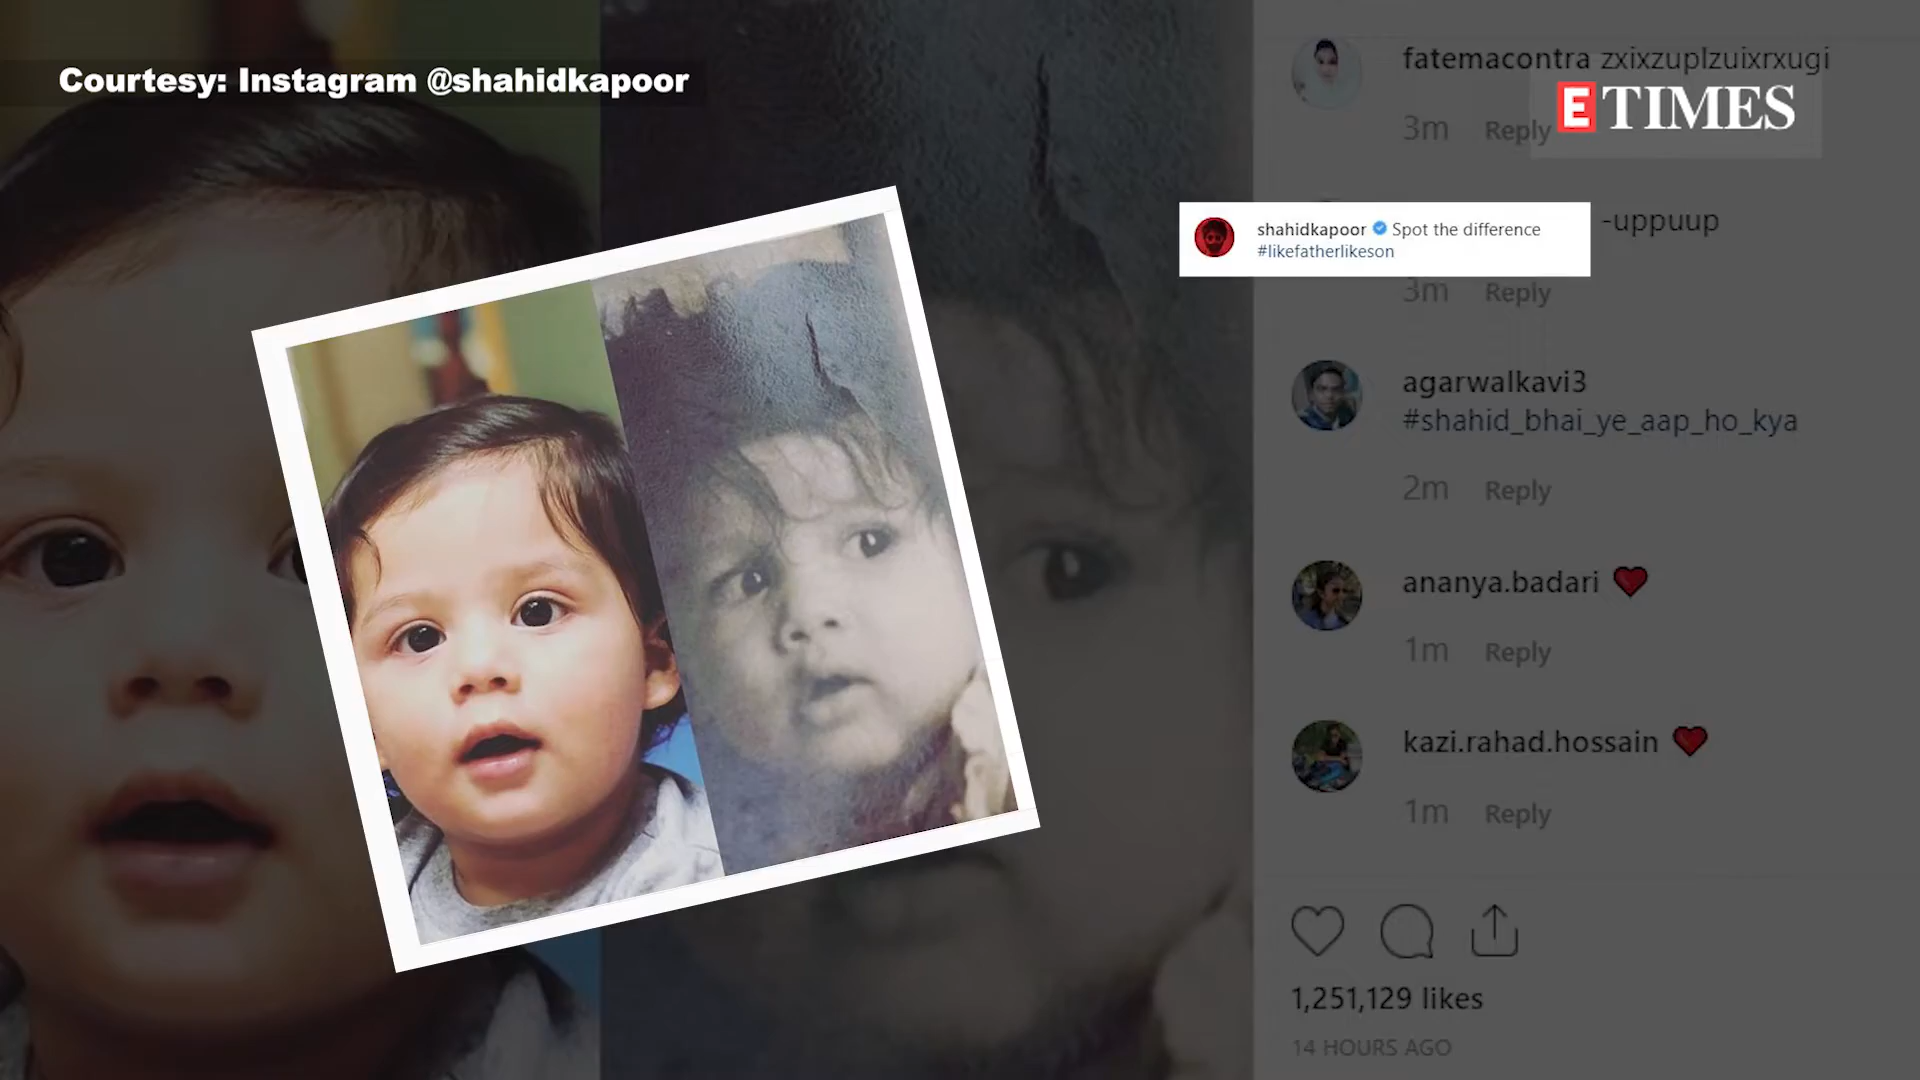 Courtesy: Instagram @shahidkapoor
fatemacontra zxixzuplzuixrxugi
ETIMES
3m Reply
shahidkapoor Spot the difference
#likefatherlikeson
-uppuup
3m Reply
agarwalkavi3
#shahid_bhai_ye_aap_ho_kya
2m Reply
ananya.badari ❤
1m Reply
kazi.rahad.hossain ❤
1m Reply
1,251,129 likes
14 HOURS AGO